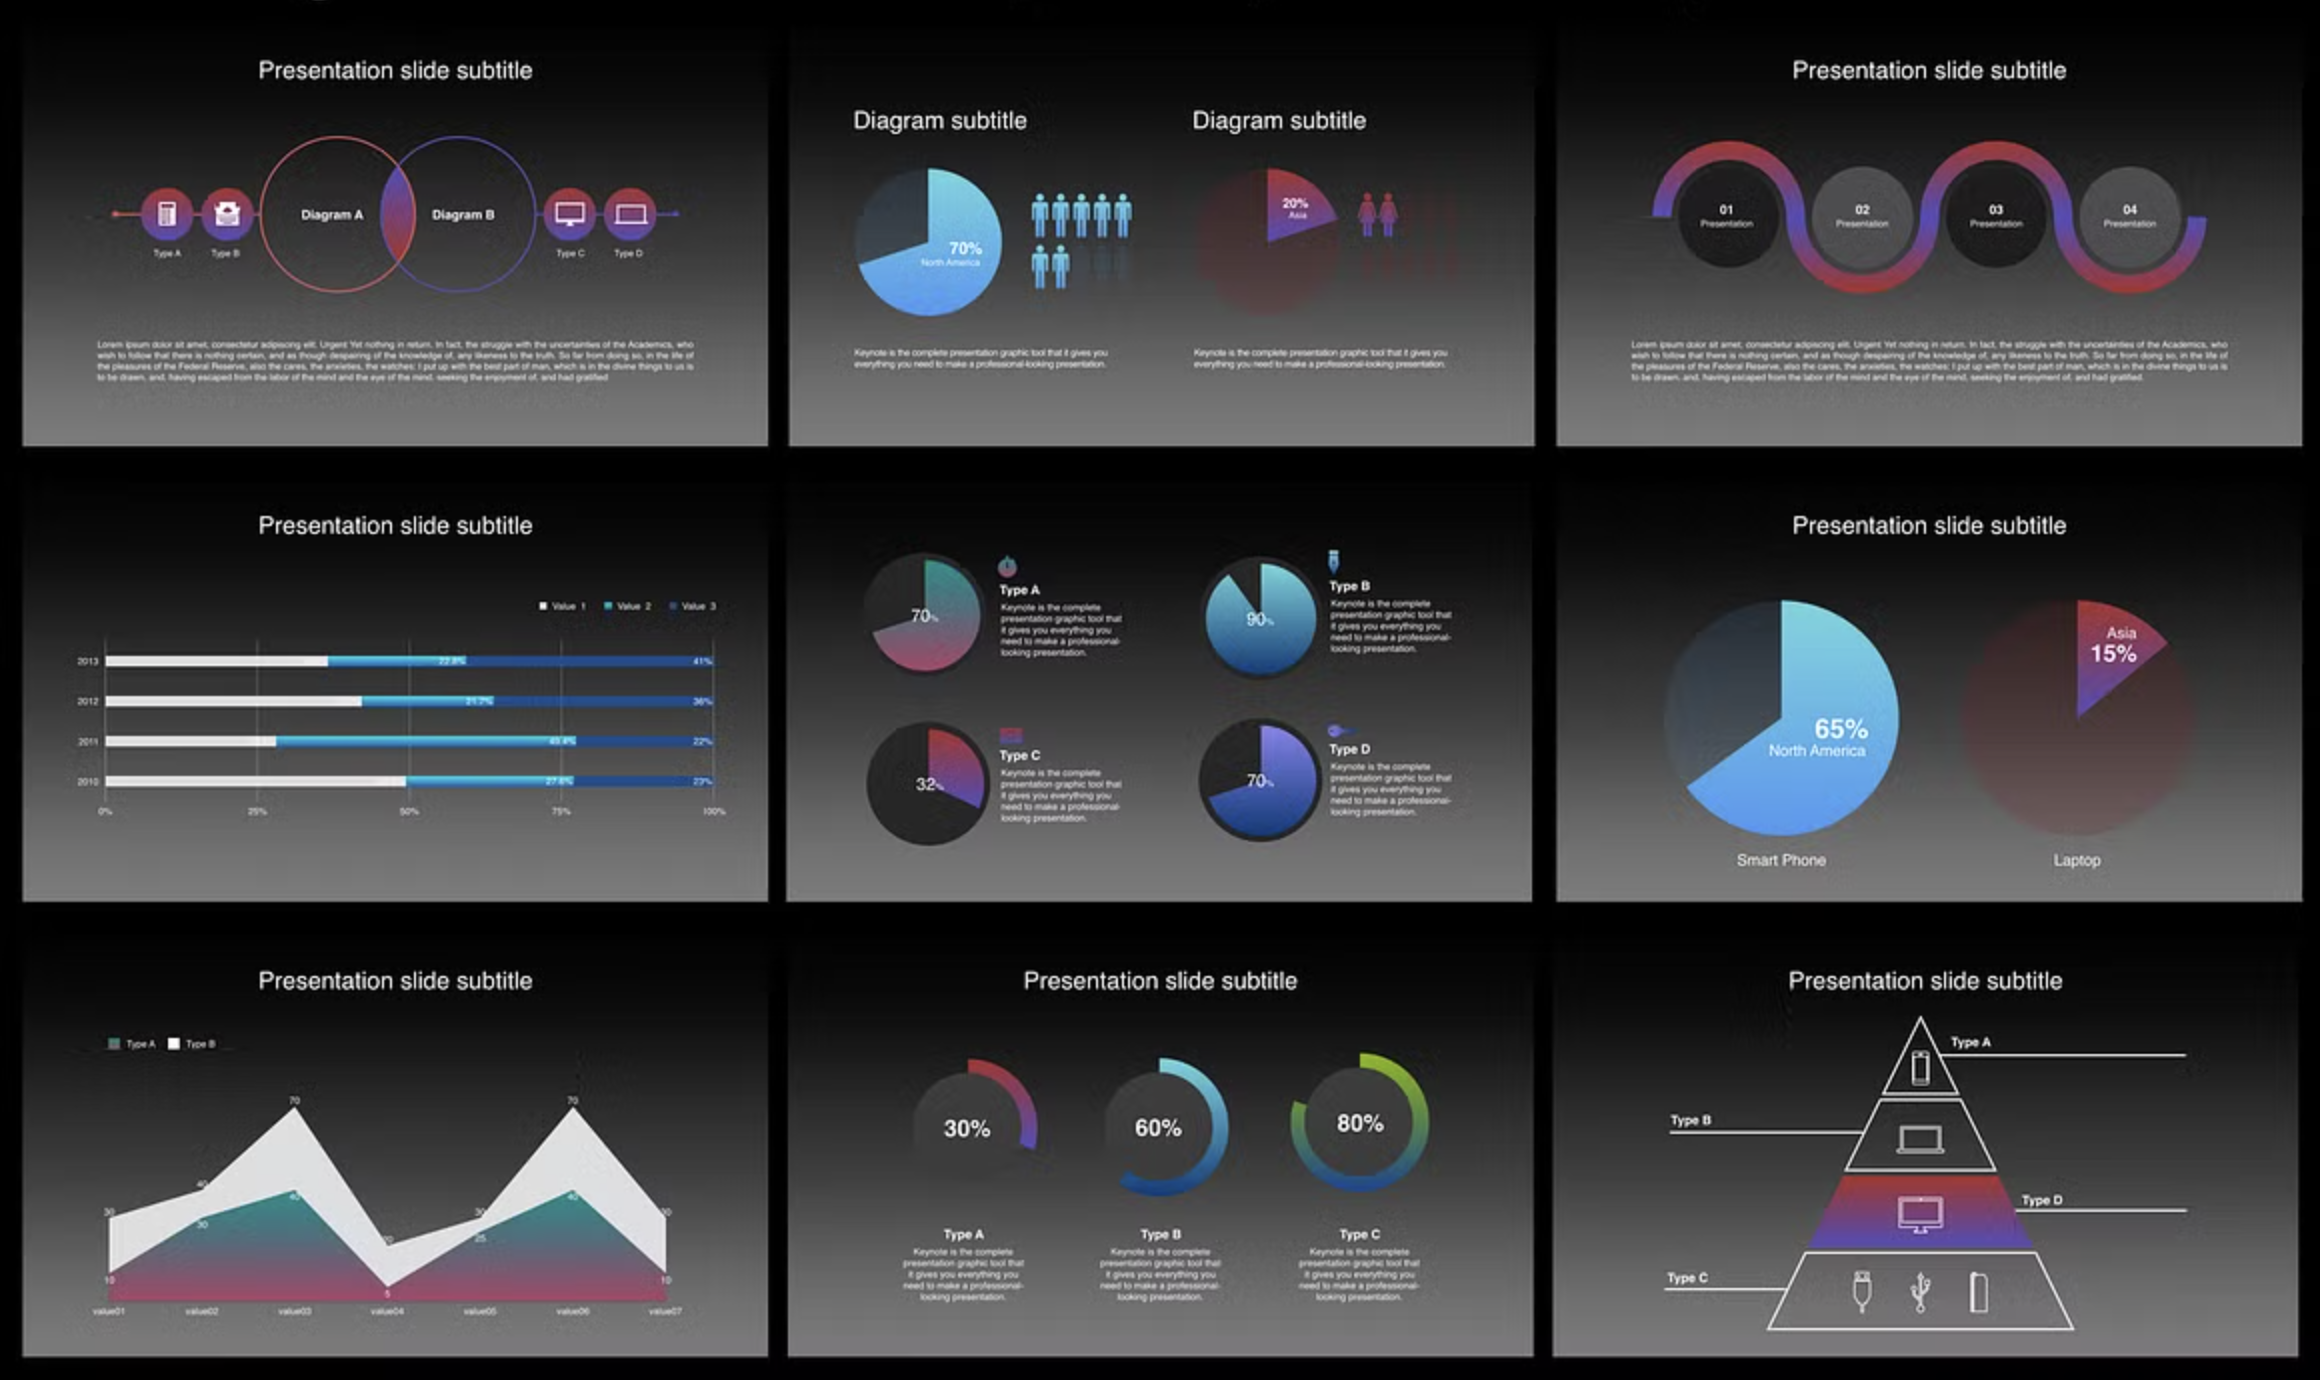 Presentation slide subtitle
Diagram A
Diagram B
Type A
Type B
Type C
Type D
Lorem ipsum dolor sit amet, consectetur adipiscing elit. Urgent Yet nothing in return. In fact, the struggle with the uncertainties of the Academics, who
wish to follow that there is nothing certain, and as though despairing of the knowledge of, any likeness to the truth. So far from doing so, in the life of
the pleasures of the Federal Reserve, also the cares, the anxieties, the watches: I put up with the best part of man, which is in the divine things to us is
to be drawn, and, having escaped from the labor of the mind and the eye of the mind, seeking the enjoyment of, and had gratified
Diagram subtitle
70%
North America
Keynote is the complete presentation graphic tool that it gives you
everything you need to make a professional-looking presentation.
Diagram subtitle
20%
Asia
Keynote is the complete presentation graphic tool that it gives you
everything you need to make a professional-looking presentation.
Presentation slide subtitle
01
Presentation
02
Presentation
03
Presentation
04
Presentation
Lorem ipsum dolor sit amet, consectetur adipiscing elit. Urgent Yet nothing in return. In fact, the struggle with the uncertainties of the Academics, who
wish to follow that there is nothing certain, and as though despairing of the knowledge of, any likeness to the truth. So far from doing so, in the life of
the pleasures of the Federal Reserve, also the cares, the anxieties, the watches: I put up with the best part of man, which is in the divine things to us is
to be drawn, and, having escaped from the labor of the mind and the eye of the mind, seeking the enjoyment of, and had gratified.
Presentation slide subtitle
Value 1
Value 2
Value 3
2013
22.8%
41%
2012
21.7%
36%
2011
49.4%
22%
2010
27.6%
23%
0%
25%
50%
75%
100%
70%
Type A
Keynote is the complete
presentation graphic tool that
it gives you everything you
need to make a professional-
looking presentation.
90%
Type B
Keynote is the complete
presentation graphic tool that
it gives you everything you
need to make a professional-
looking presentation.
32%
Type C
Keynote is the complete
presentation graphic tool that
it gives you everything you
need to make a professional-
looking presentation.
70%
Type D
Keynote is the complete
presentation graphic tool that
it gives you everything you
need to make a professional-
looking presentation.
Presentation slide subtitle
65%
North America
Smart Phone
Asia
15%
Laptop
Presentation slide subtitle
Type A
Type B
70
70
40
40
40
30
30
30
30
25
20
10
10
5
value01
value02
value03
value04
value05
value06
value07
Presentation slide subtitle
30%
Type A
Keynote is the complete
presentation graphic tool that
it gives you everything you
need to make a professional-
looking presentation.
60%
Type B
Keynote is the complete
presentation graphic tool that
it gives you everything you
need to make a professional-
looking presentation.
80%
Type C
Keynote is the complete
presentation graphic tool that
it gives you everything you
need to make a professional-
looking presentation.
Presentation slide subtitle
Type A
Type B
Type D
Type C